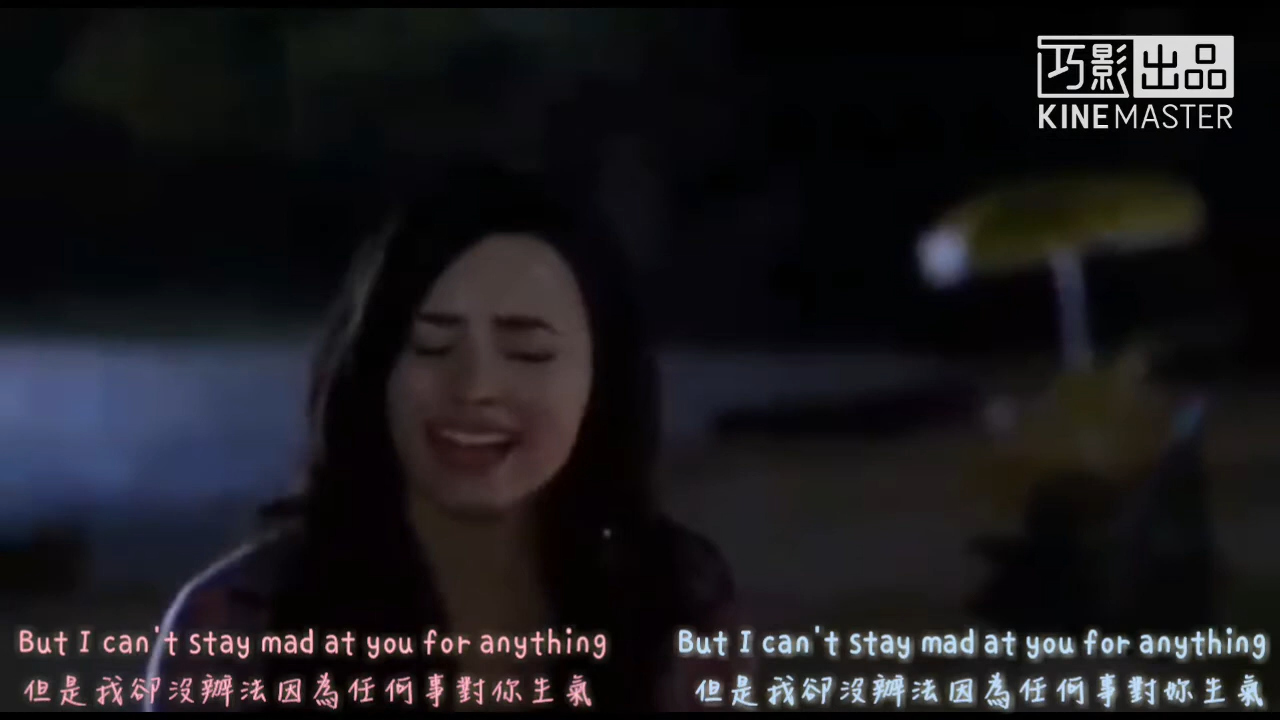 巧影出品
KINEMASTER
But I can't stay mad at you for anything
But I can't stay mad at you for anything
但是我卻沒辦法因為任何事對你生氣
但是我卻沒辦法因為任何事對妳生氣